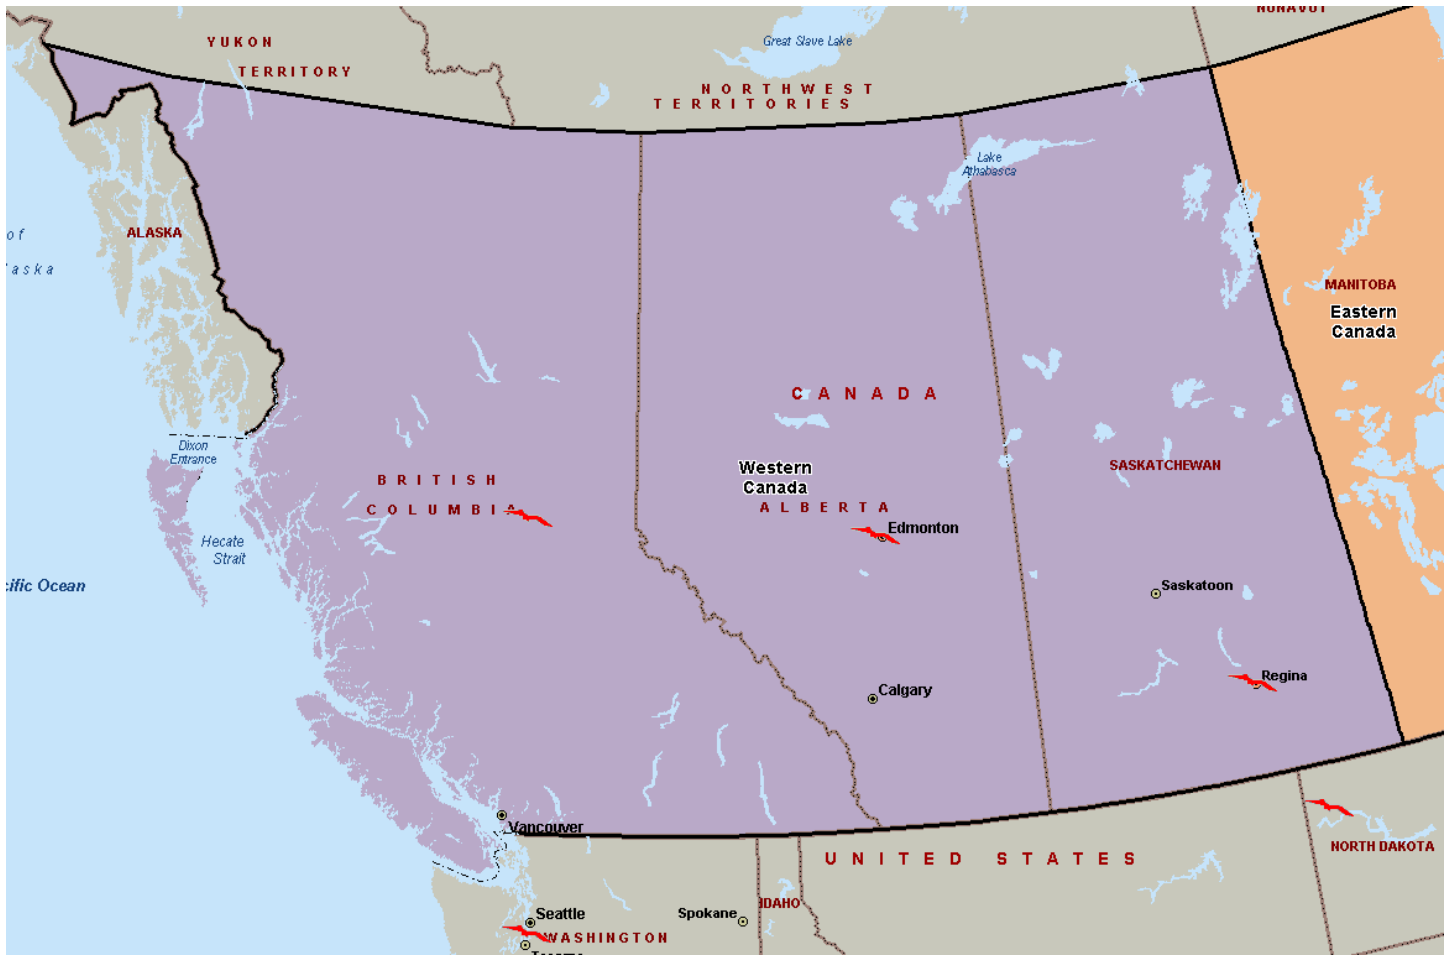 NUNAVUT
YUKON
TERRITORY
Great Slave Lake
NORTHWEST
TERRITORIES
Lake
Athabasca
ALASKA
of
aska
MANITOBA
Eastern
Canada
CANADA
Dixon
Entrance
Western
Canada
SASKATCHEWAN
BRITISH
COLUMBIA
ALBERTA
Edmonton
Hecate
Strait
cific Ocean
Saskatoon
Regina
Calgary
Vancouver
UNITED STATES
NORTH DAKOTA
IDAHO
Seattle
Spokane
WASHINGTON